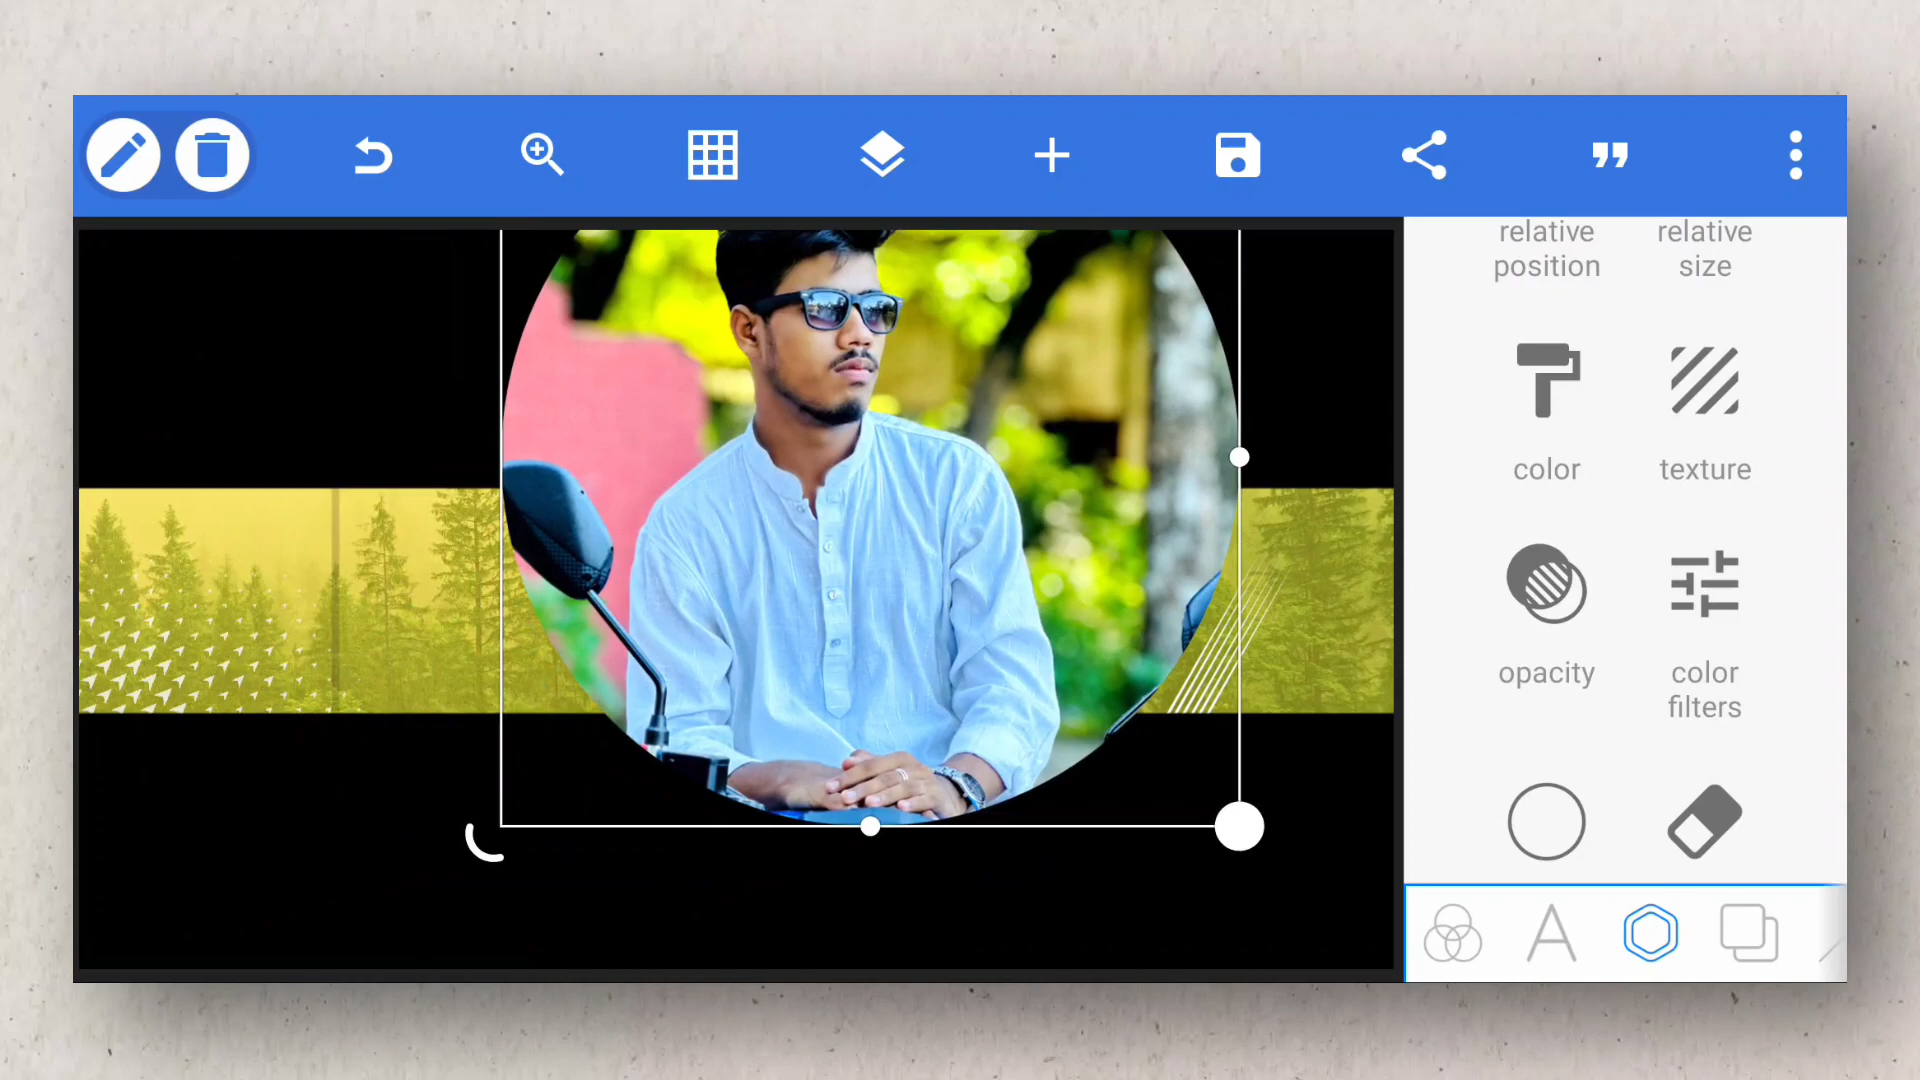 relative
position
relative
size
color
texture
opacity
color
filters